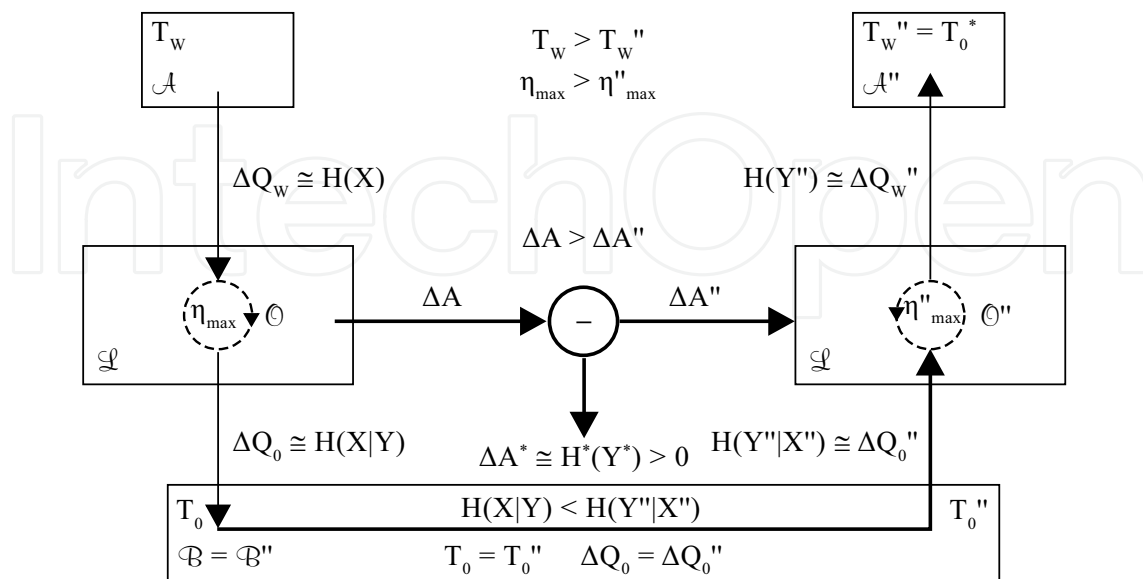 T_W
𝒜
T_W > T_W"
η_max > η"_max
T_W" = T_0^*
𝒜"
IntechOpen
ΔQ_W ≅ H(X)
H(Y") ≅ ΔQ_W"
ΔA > ΔA"
η_max
𝒪
ℒ
ΔA
–
ΔA"
η"_max
𝒪"
ℒ
ΔQ_0 ≅ H(X|Y)
ΔA^* ≅ H^*(Y^*) > 0
H(Y"|X") ≅ ΔQ_0"
T_0
H(X|Y) < H(Y"|X")
T_0"
ℬ = ℬ"
T_0 = T_0" ΔQ_0 = ΔQ_0"